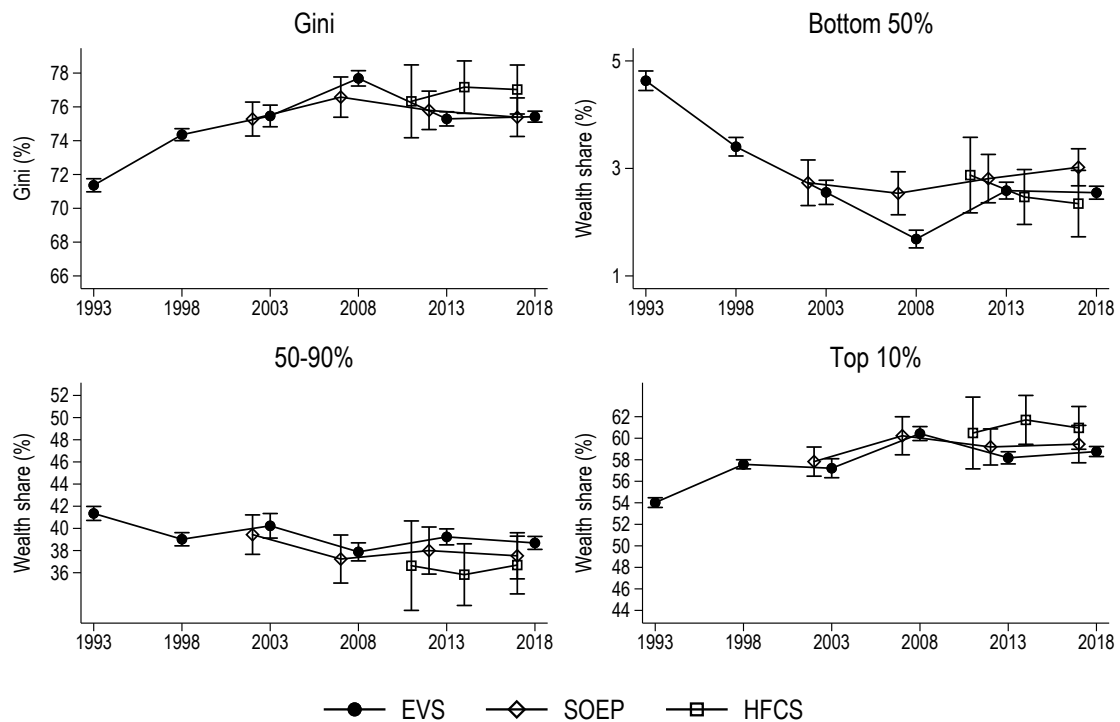 Gini
Gini (%)
78
76
74
72
70
68
66
1993 1998 2003 2008 2013 2018
Bottom 50%
Wealth share (%)
5
3
1
1993 1998 2003 2008 2013 2018
50-90%
Wealth share (%)
52
50
48
46
44
42
40
38
36
1993 1998 2003 2008 2013 2018
Top 10%
Wealth share (%)
62
60
58
56
54
52
50
48
46
44
1993 1998 2003 2008 2013 2018
EVS SOEP HFCS